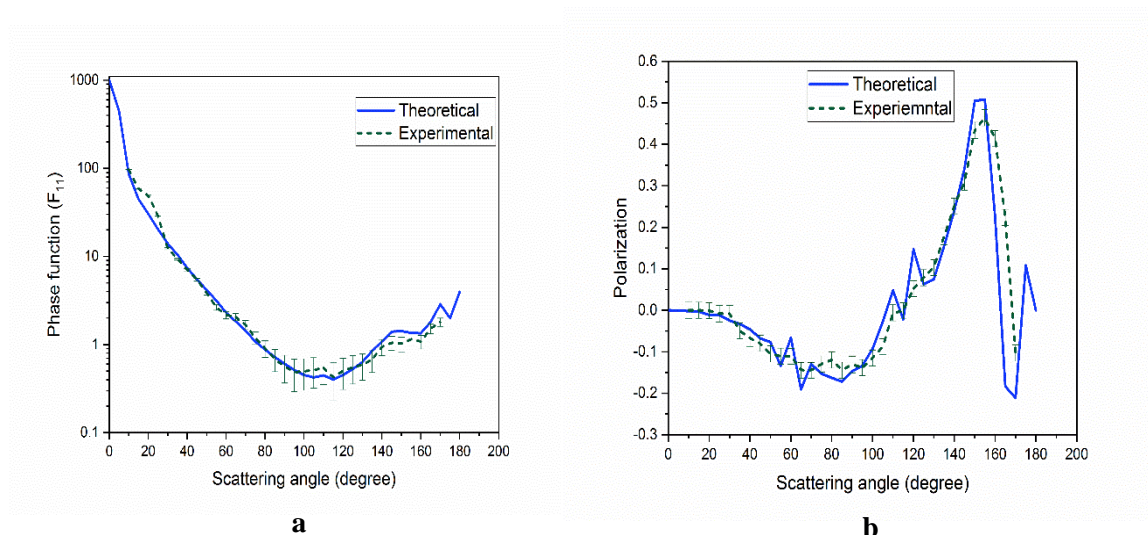 1000
100
10
1
0.1
Phase function (F₁₁)
Theoretical
Experimental
0 20 40 60 80 100 120 140 160 180 200
Scattering angle (degree)
a
0.6
0.5
0.4
0.3
0.2
0.1
0.0
-0.1
-0.2
-0.3
Polarization
Theoretical
Experiemntal
0 20 40 60 80 100 120 140 160 180 200
Scattering angle (degree)
b